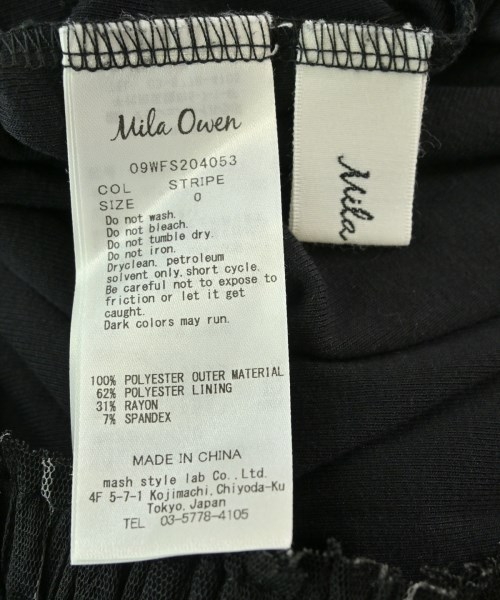 Mila Owen
09WFS204053
COL STRIPE
SIZE 0
Do not wash.
Do not bleach.
Do not tumble dry.
Do not iron.
Dryclean, petroleum
solvent only, short cycle.
Be careful not to expose to
friction or let it get
caught.
Dark colors may run.
100% POLYESTER OUTER MATERIAL
62% POLYESTER LINING
31% RAYON
7% SPANDEX
MADE IN CHINA
mash style lab Co., Ltd.
4F 5-7-1 Kojimachi, Chiyoda-Ku
Tokyo, Japan
TEL 03-5778-4105
Mila